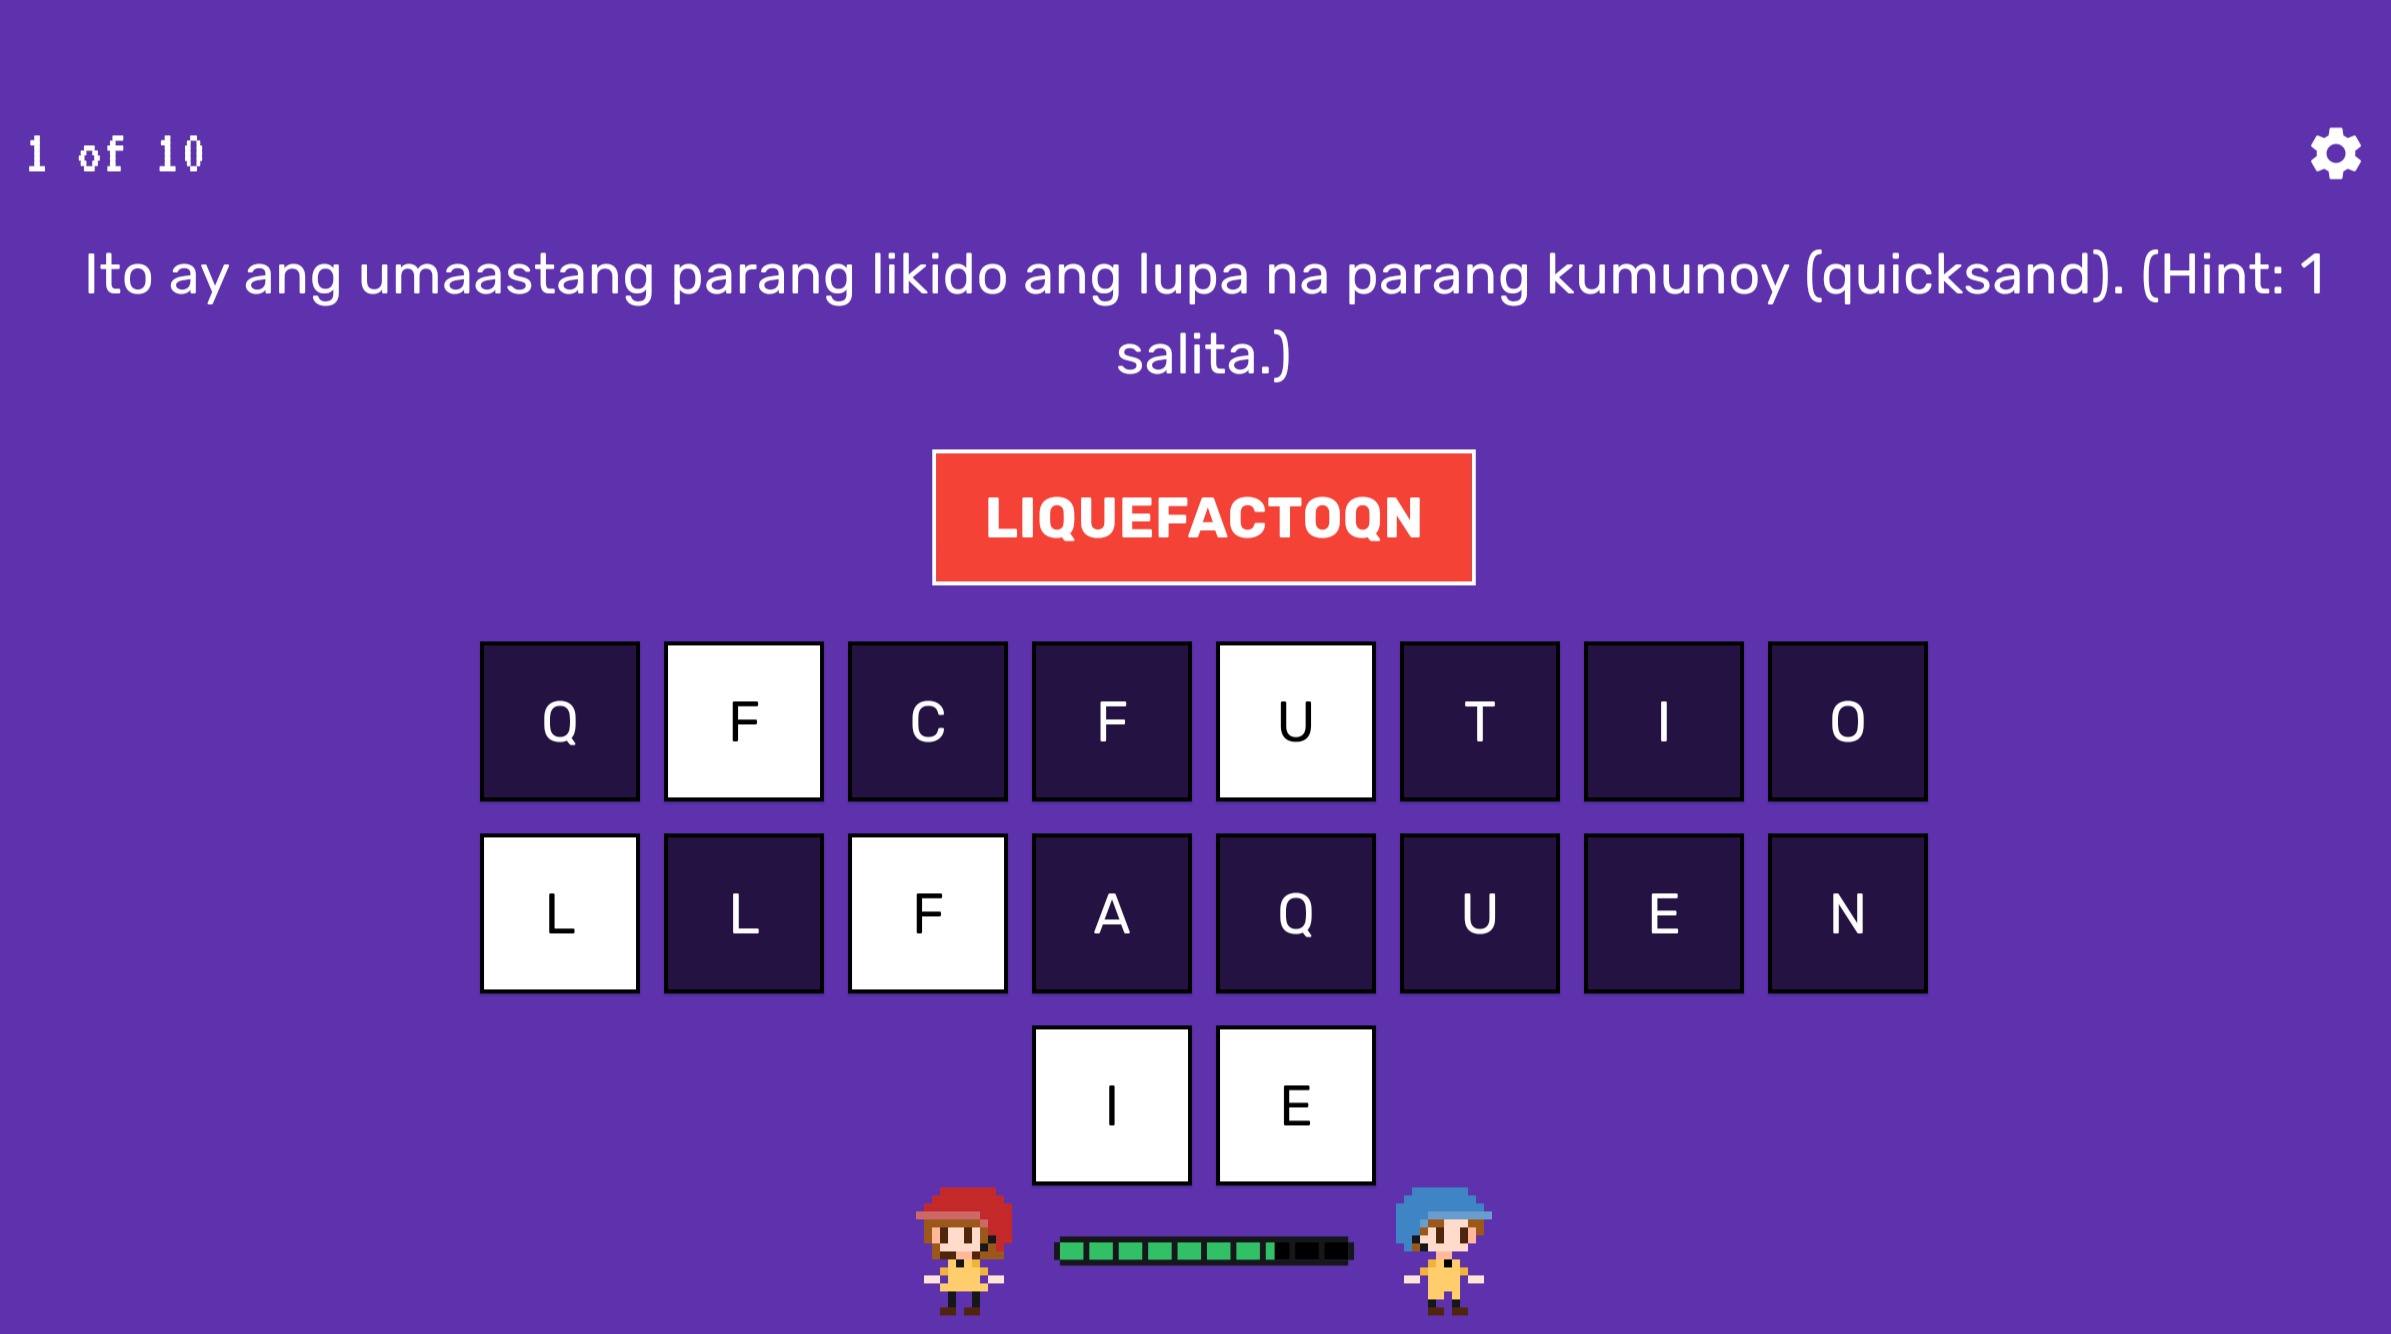 1 of 10
Ito ay ang umaastang parang likido ang lupa na parang kumunoy (quicksand). (Hint: 1
salita.)
LIQUEFACTOQN
Q F C F U T I O
L L F A Q U E N
I E